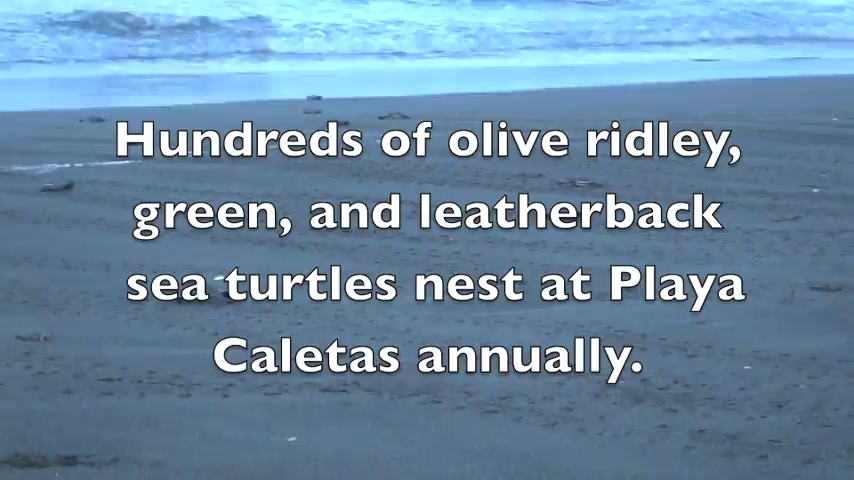 Hundreds of olive ridley,
green, and leatherback
sea turtles nest at Playa
Caletas annually.